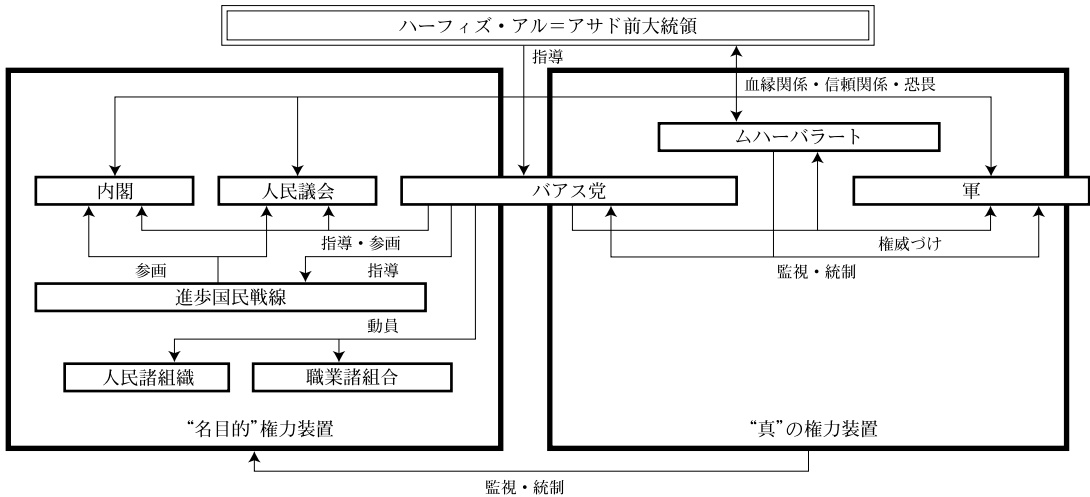 ハーフィズ・アル＝アサド前大統領
指導
血縁関係・信頼関係・恐畏
ムハーバラート
内閣
人民議会
バアス党
軍
指導・参画
権威づけ
参画
指導
監視・統制
進歩国民戦線
動員
人民諸組織
職業諸組合
“名目的”権力装置
“真”の権力装置
監視・統制